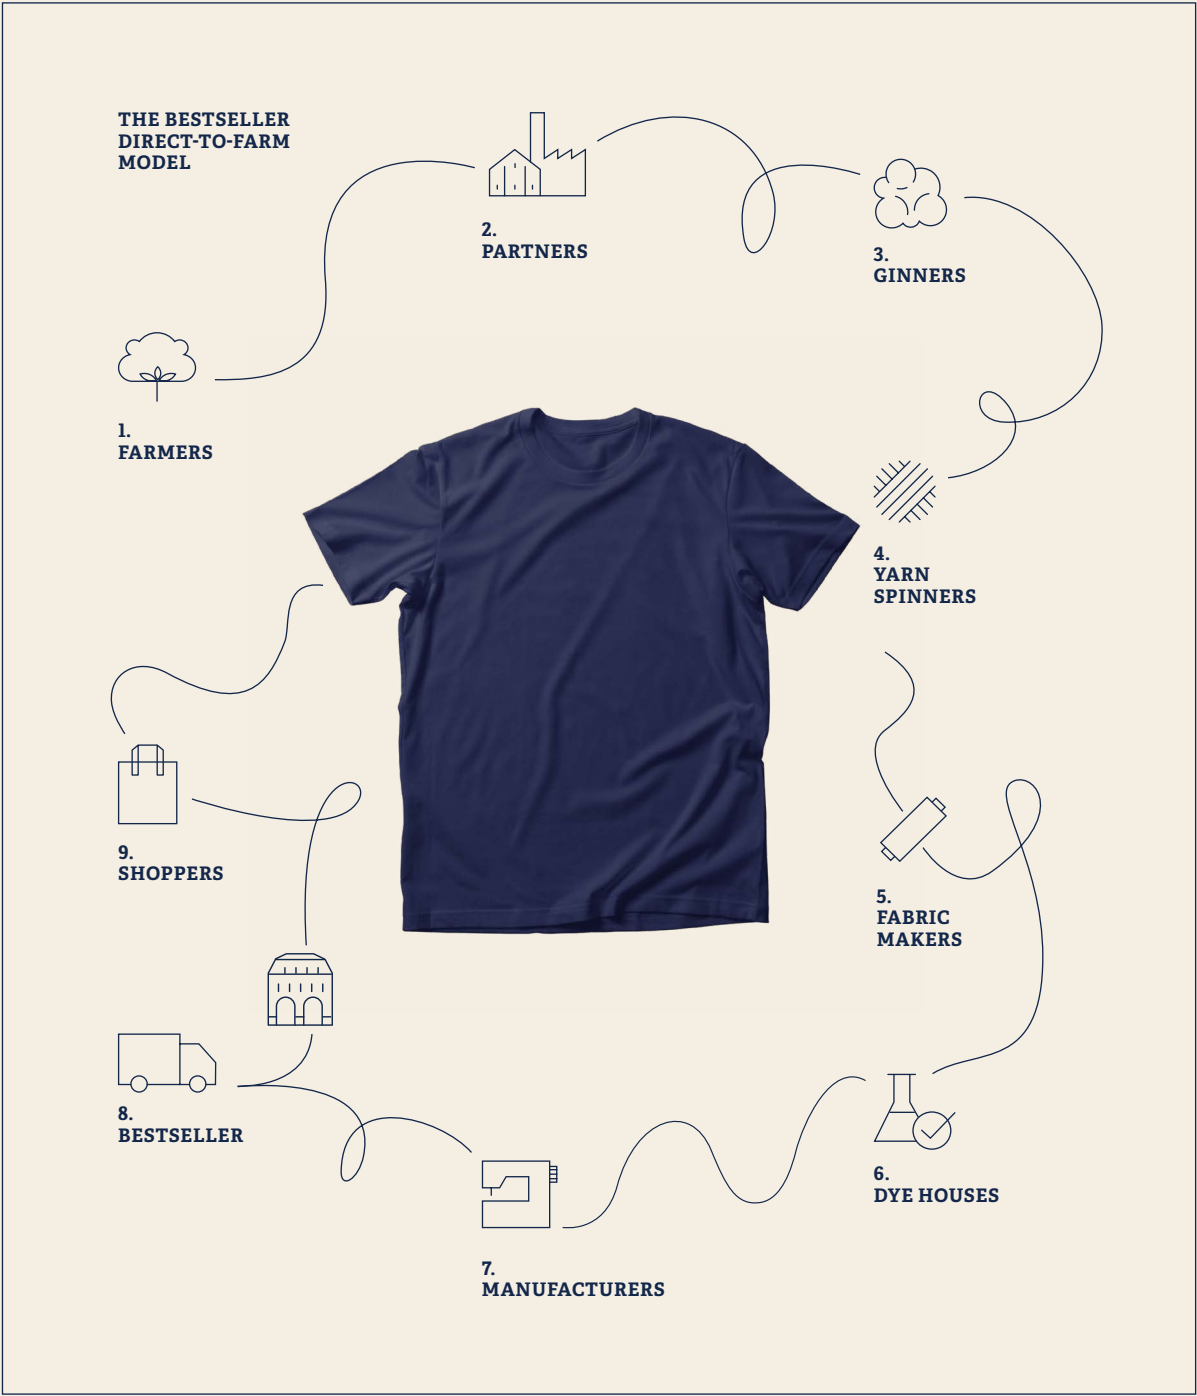 THE BESTSELLER
DIRECT-TO-FARM
MODEL
1.
FARMERS
2.
PARTNERS
3.
GINNERS
4.
YARN
SPINNERS
5.
FABRIC
MAKERS
6.
DYE HOUSES
7.
MANUFACTURERS
8.
BESTSELLER
9.
SHOPPERS